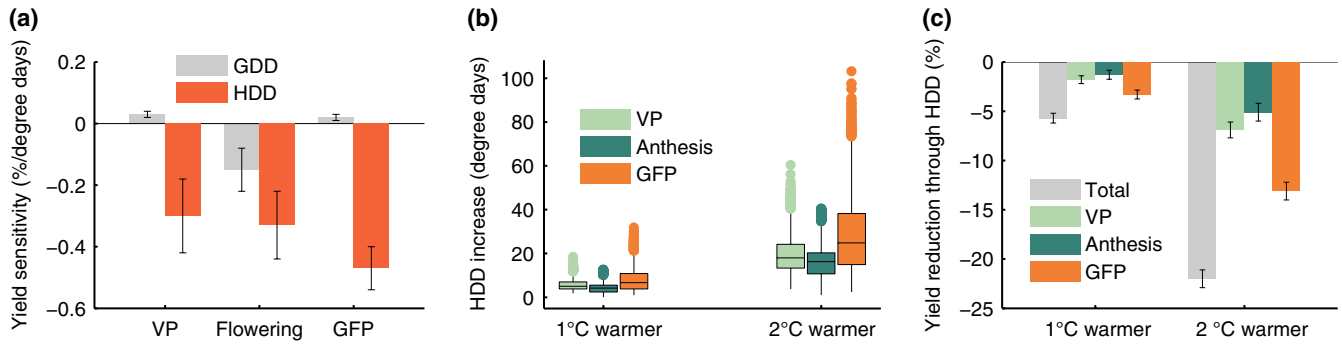 (a)
Yield sensitivity (%/degree days)
0.2
0
−0.2
−0.4
−0.6
GDD
HDD
VP
Flowering
GFP
(b)
HDD increase (degree days)
100
80
60
40
20
0
VP
Anthesis
GFP
1°C warmer
2°C warmer
(c)
Yield reduction through HDD (%)
0
−5
−10
−15
−20
−25
Total
VP
Anthesis
GFP
1°C warmer
2 °C warmer